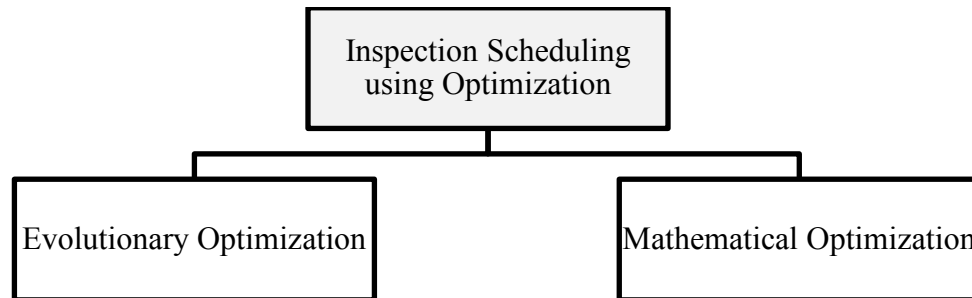 Inspection Scheduling
using Optimization
Evolutionary Optimization
Mathematical Optimization